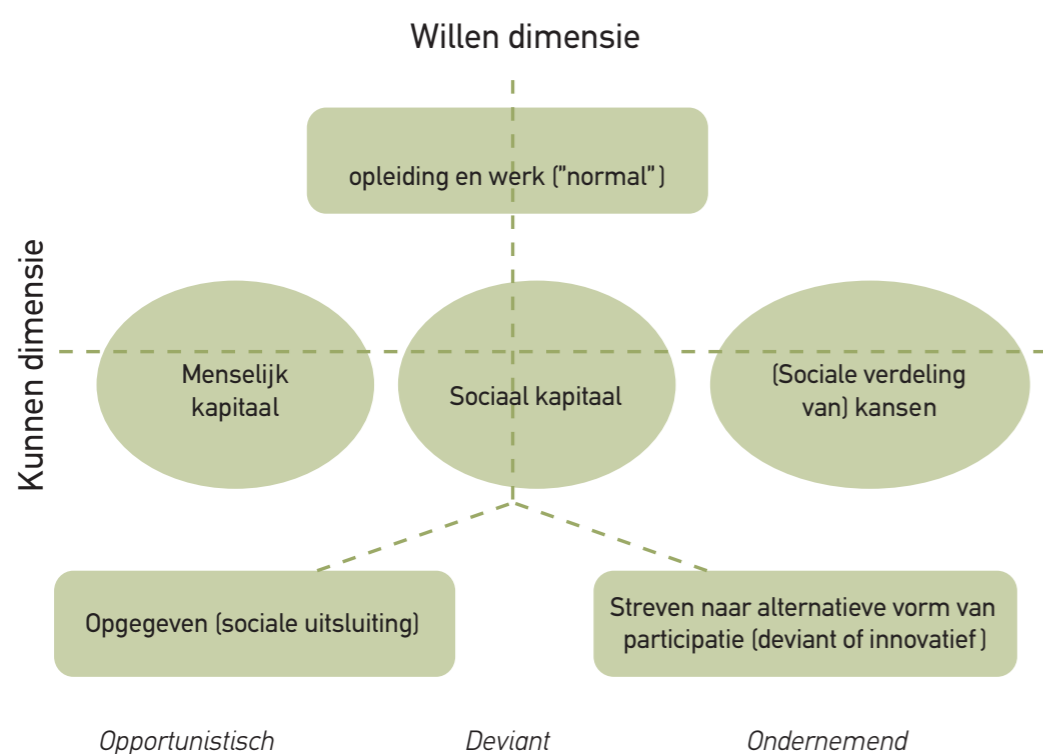 Willen dimensie
opleiding en werk ("normal")
Kunnen dimensie
Menselijk
kapitaal
Sociaal kapitaal
(Sociale verdeling
van) kansen
Opgegeven (sociale uitsluiting)
Streven naar alternatieve vorm van
participatie (deviant of innovatief)
Opportunistisch
Deviant
Ondernemend